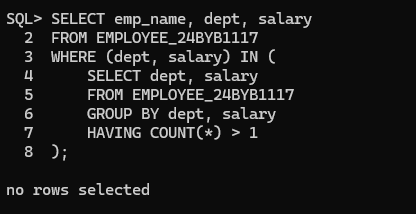 SQL> SELECT emp_name, dept, salary
  2  FROM EMPLOYEE_24BYB1117
  3  WHERE (dept, salary) IN (
  4      SELECT dept, salary
  5      FROM EMPLOYEE_24BYB1117
  6      GROUP BY dept, salary
  7      HAVING COUNT(*) > 1
  8  );
no rows selected